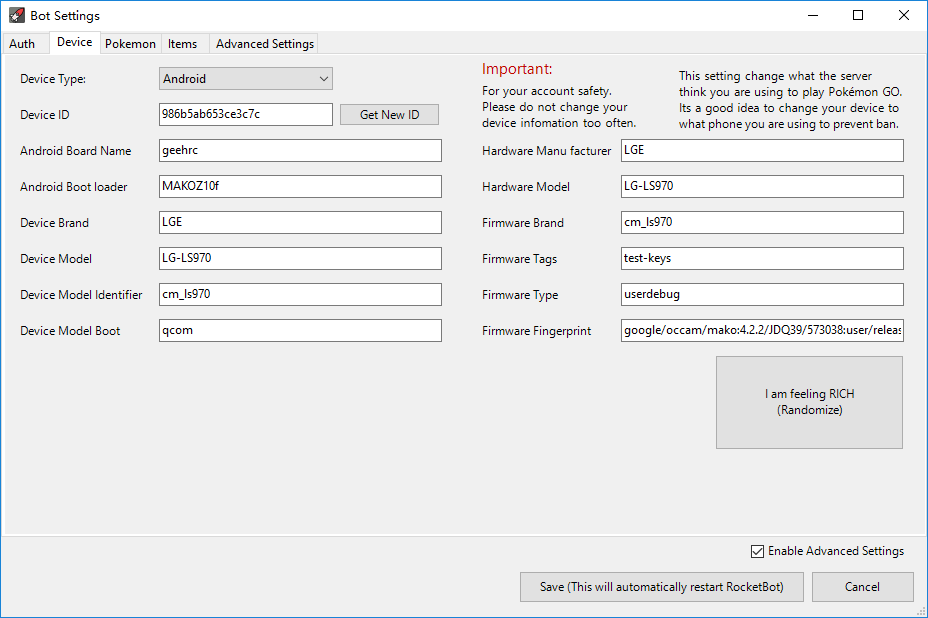 Bot Settings
Auth
Device
Pokemon
Items
Advanced Settings
Device Type:
Android
Device ID
986b5ab653ce3c7c
Get New ID
Android Board Name
geehrc
Android Boot loader
MAKOZ10f
Device Brand
LGE
Device Model
LG-LS970
Device Model Identifier
cm_ls970
Device Model Boot
qcom
Important:
For your account safety.
Please do not change your
device infomation too often.
This setting change what the server
think you are using to play Pokémon GO.
Its a good idea to change your device to
what phone you are using to prevent ban.
Hardware Manu facturer
LGE
Hardware Model
LG-LS970
Firmware Brand
cm_ls970
Firmware Tags
test-keys
Firmware Type
userdebug
Firmware Fingerprint
google/occam/mako:4.2.2/JDQ39/573038:user/releas
I am feeling RICH
(Randomize)
Enable Advanced Settings
Save (This will automatically restart RocketBot)
Cancel